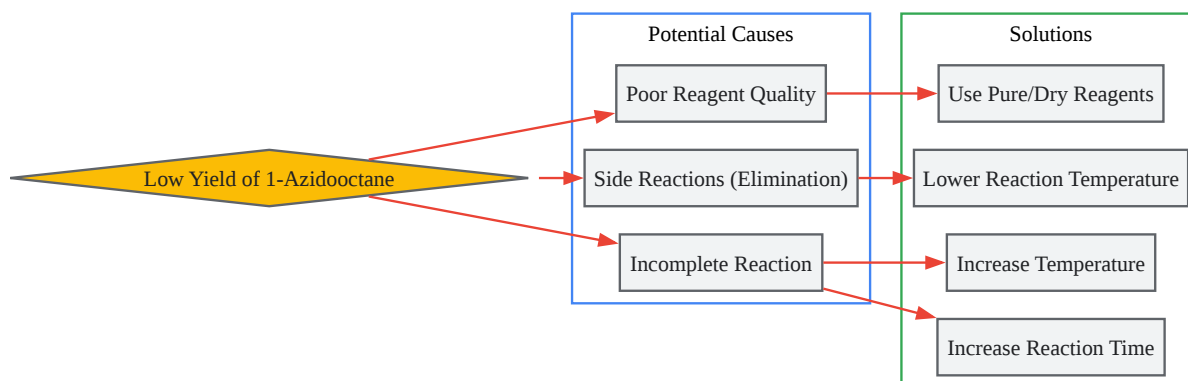 Potential Causes
Solutions
Poor Reagent Quality
Use Pure/Dry Reagents
Low Yield of 1-Azidooctane
Side Reactions (Elimination)
Lower Reaction Temperature
Incomplete Reaction
Increase Temperature
Increase Reaction Time